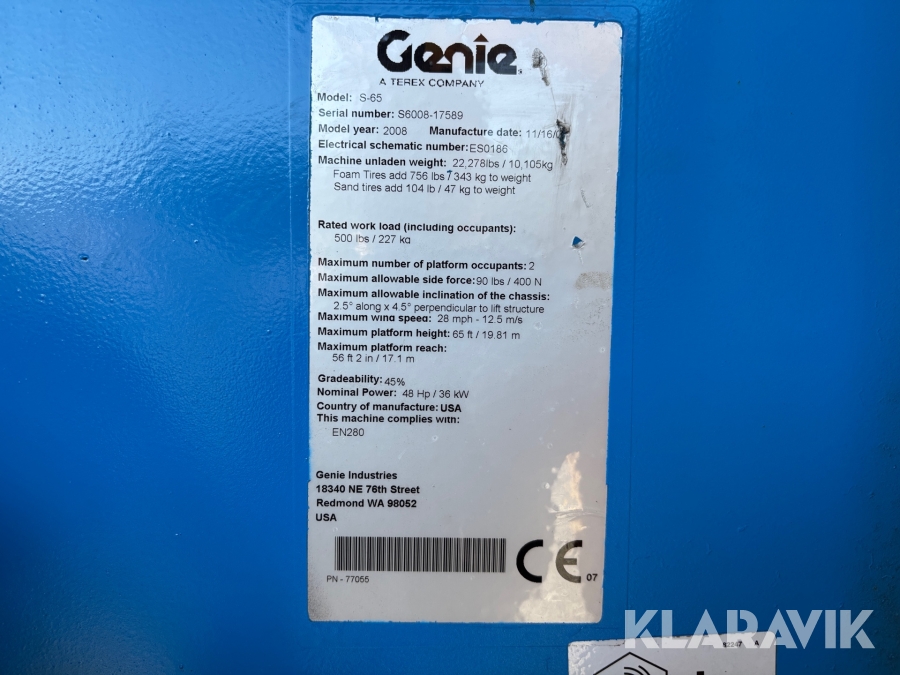 Genie
A TEREX COMPANY
Model: S-65
Serial number: S6008-17589
Model year: 2008 Manufacture date: 11/16/0
Electrical schematic number: ES0186
Machine unladen weight: 22,278lbs / 10,105kg
Foam Tires add 756 lbs / 343 kg to weight
Sand tires add 104 lb / 47 kg to weight
Rated work load (including occupants):
500 lbs / 227 kg
Maximum number of platform occupants: 2
Maximum allowable side force: 90 lbs / 400 N
Maximum allowable inclination of the chassis:
2.5° along x 4.5° perpendicular to lift structure
Maximum wind speed: 28 mph - 12.5 m/s
Maximum platform height: 65 ft / 19.81 m
Maximum platform reach:
56 ft 2 in / 17.1 m
Gradeability: 45%
Nominal Power: 48 Hp / 36 kW
Country of manufacture: USA
This machine complies with:
EN280
Genie Industries
18340 NE 76th Street
Redmond WA 98052
USA
CE 07
PN - 77055
KLARAVIK